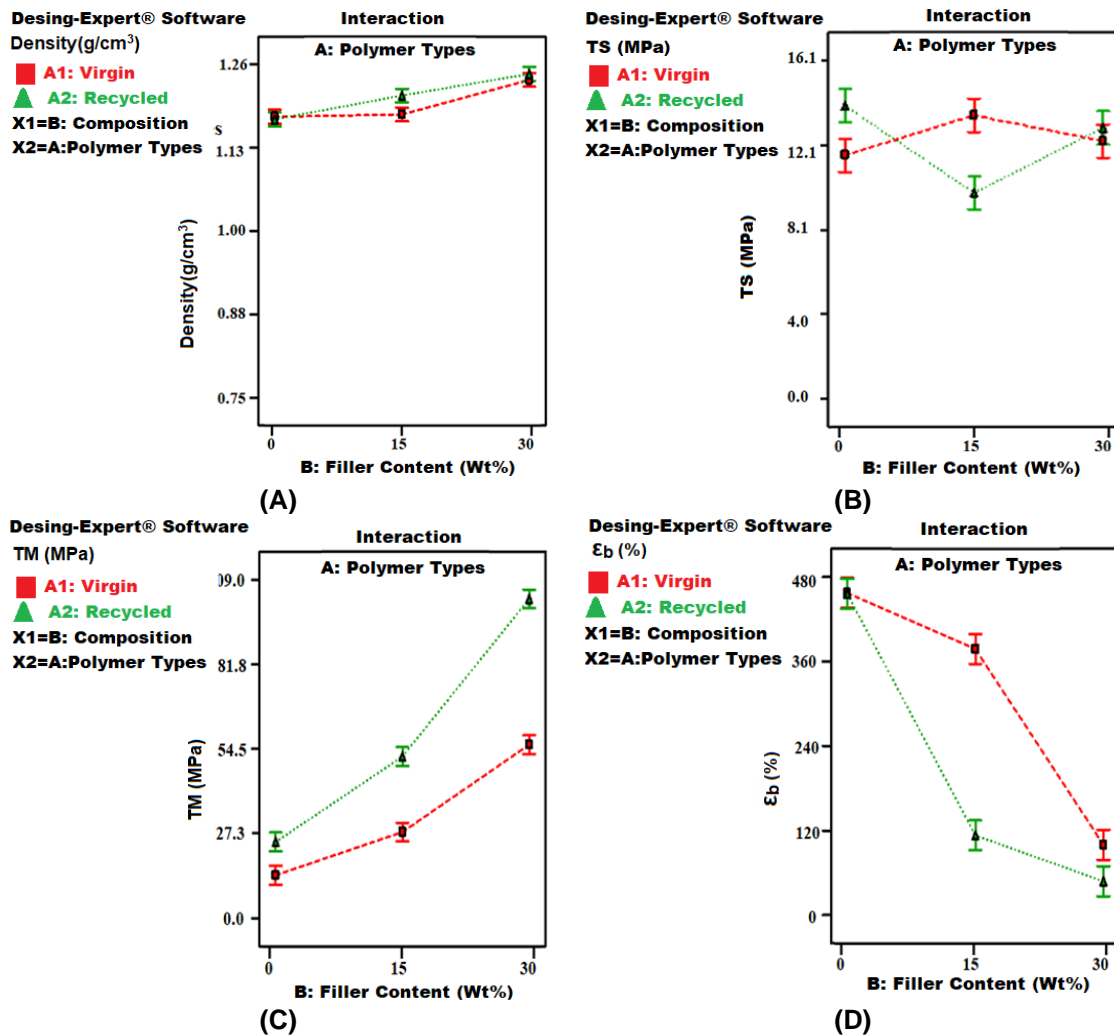 Desing-Expert® Software
Density(g/cm³)
A1: Virgin
A2: Recycled
X1=B: Composition
X2=A:Polymer Types
Interaction
A: Polymer Types
1.26
s
1.13
1.00
0.88
0.75
Density(g/cm³)
0 15 30
B: Filler Content (Wt%)
(A)
Desing-Expert® Software
TS (MPa)
A1: Virgin
A2: Recycled
X1=B: Composition
X2=A:Polymer Types
Interaction
A: Polymer Types
16.1
12.1
8.1
4.0
0.0
TS (MPa)
0 15 30
B: Filler Content (Wt%)
(B)
Desing-Expert® Software
TM (MPa)
A1: Virgin
A2: Recycled
X1=B: Composition
X2=A:Polymer Types
Interaction
A: Polymer Types
09.0
81.8
54.5
27.3
0.0
TM (MPa)
0 15 30
B: Filler Content (Wt%)
(C)
Desing-Expert® Software
Ɛb (%)
A1: Virgin
A2: Recycled
X1=B: Composition
X2=A:Polymer Types
Interaction
A: Polymer Types
480
360
240
120
0
Ɛb (%)
0 15 30
B: Filler Content (Wt%)
(D)